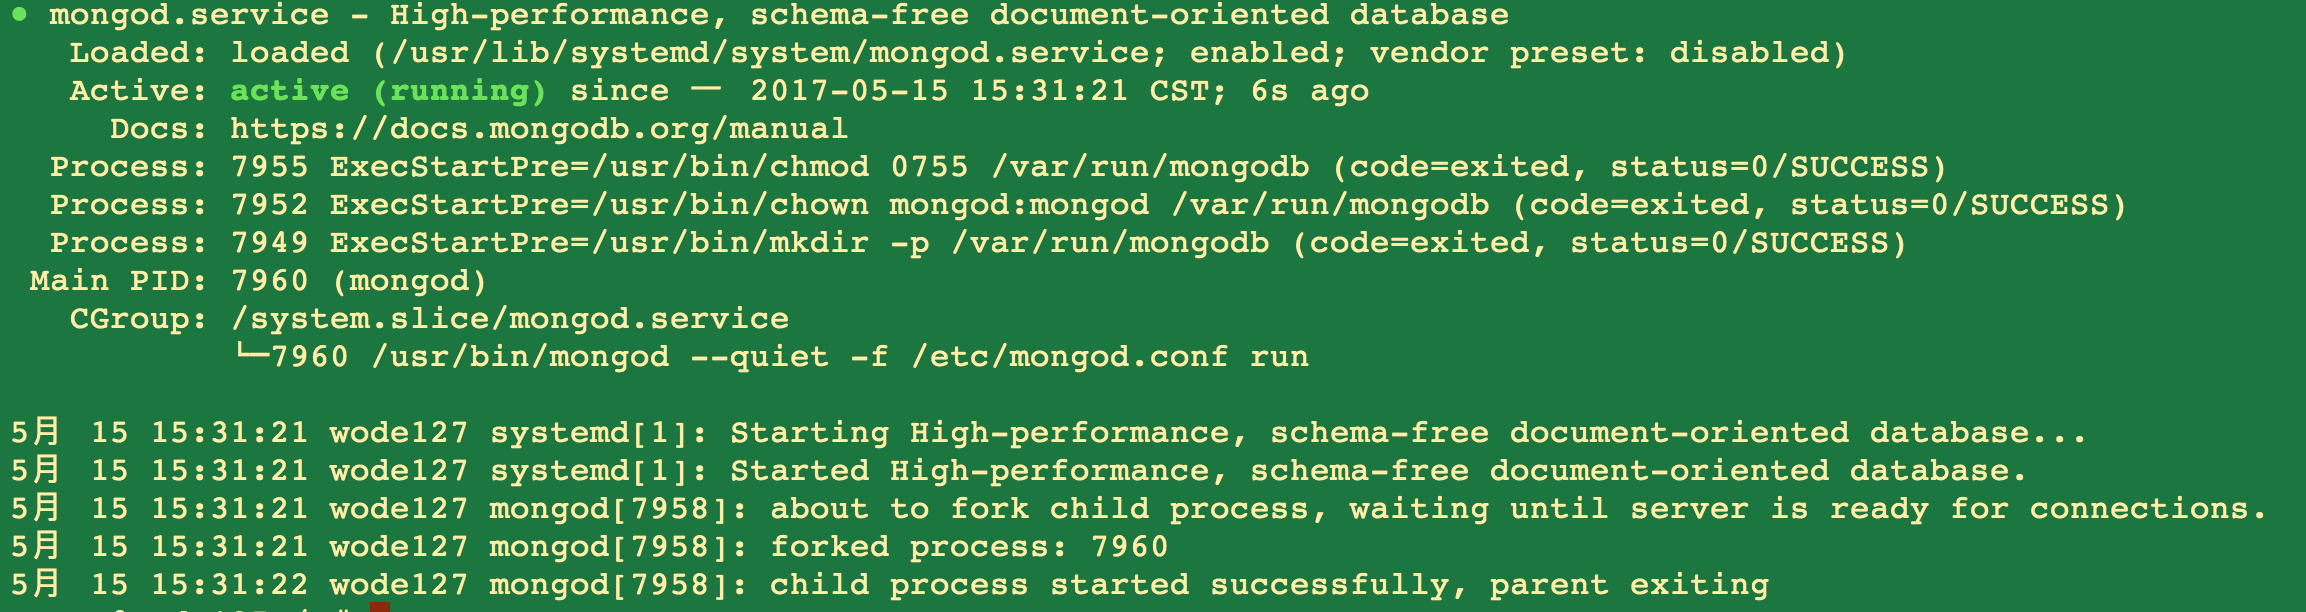 ● mongod.service - High-performance, schema-free document-oriented database
Loaded: loaded (/usr/lib/systemd/system/mongod.service; enabled; vendor preset: disabled)
Active: active (running) since 一 2017-05-15 15:31:21 CST; 6s ago
Docs: https://docs.mongodb.org/manual
Process: 7955 ExecStartPre=/usr/bin/chmod 0755 /var/run/mongodb (code=exited, status=0/SUCCESS)
Process: 7952 ExecStartPre=/usr/bin/chown mongod:mongod /var/run/mongodb (code=exited, status=0/SUCCESS)
Process: 7949 ExecStartPre=/usr/bin/mkdir -p /var/run/mongodb (code=exited, status=0/SUCCESS)
Main PID: 7960 (mongod)
CGroup: /system.slice/mongod.service
└─7960 /usr/bin/mongod --quiet -f /etc/mongod.conf run
5月 15 15:31:21 wode127 systemd[1]: Starting High-performance, schema-free document-oriented database...
5月 15 15:31:21 wode127 systemd[1]: Started High-performance, schema-free document-oriented database.
5月 15 15:31:21 wode127 mongod[7958]: about to fork child process, waiting until server is ready for connections.
5月 15 15:31:21 wode127 mongod[7958]: forked process: 7960
5月 15 15:31:22 wode127 mongod[7958]: child process started successfully, parent exiting